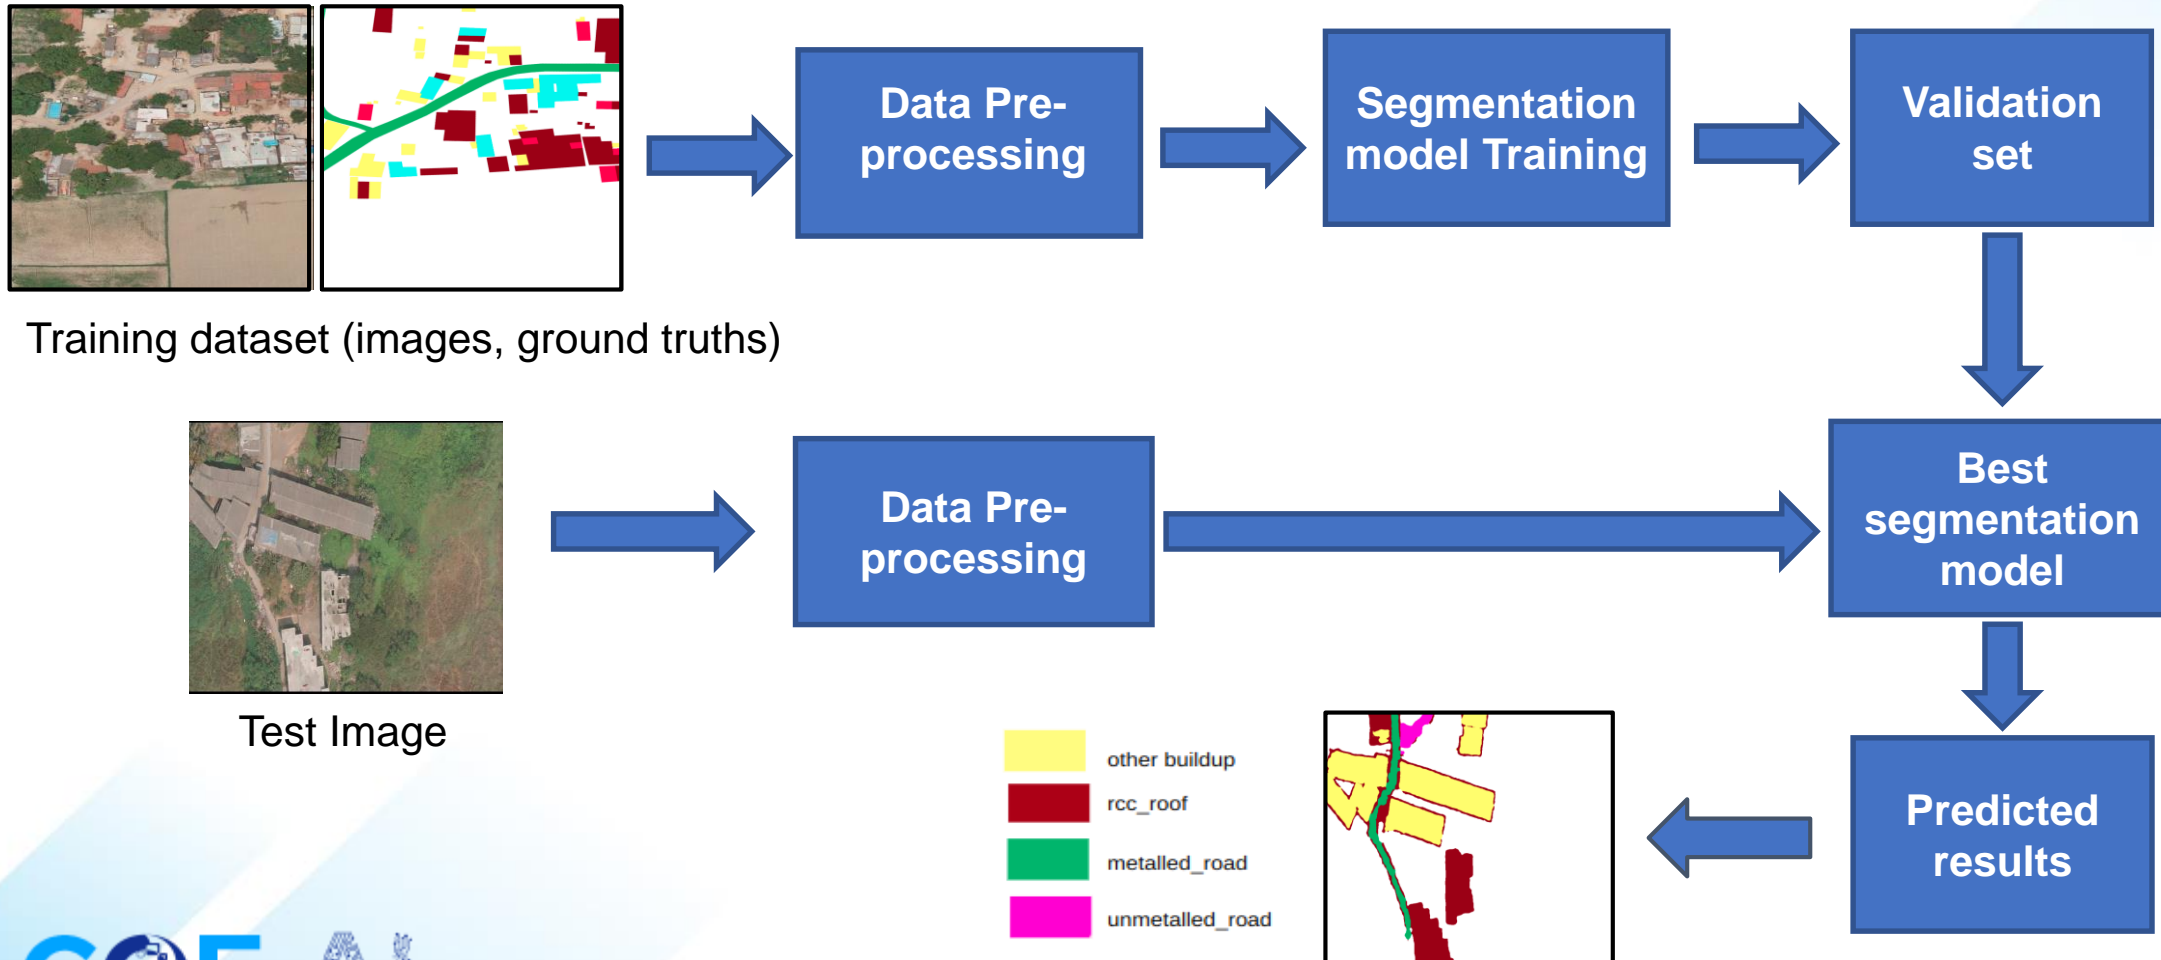 Data Pre-
processing
Segmentation
model Training
Validation
set
Training dataset (images, ground truths)
Test Image
Data Pre-
processing
Best
segmentation
model
other buildup
rcc_roof
metalled_road
unmetalled_road
Predicted
results
COE